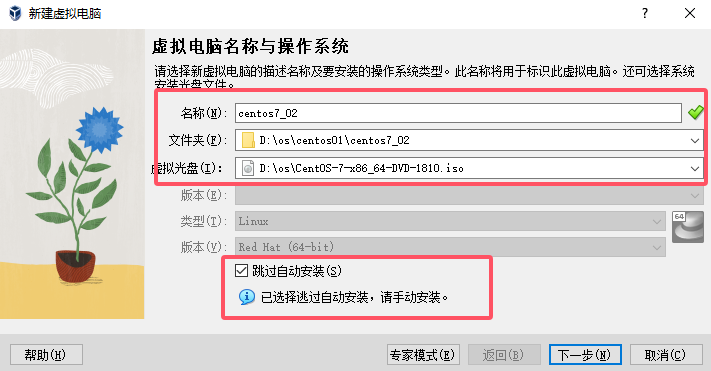 新建虚拟电脑
虚拟电脑名称与操作系统
请选择新虚拟电脑的描述名称及要安装的操作系统类型。此名称将用于标识此虚拟电脑。还可选择系统
安装光盘文件。
名称(N): centos7_02
文件夹(F): D:\os\centos01\centos7_02
虚拟光盘(I): D:\os\CentOS-7-x86_64-DVD-1810.iso
版本(E):
类型(T): Linux
64
版本(V): Red Hat (64-bit)
跳过自动安装(S)
已选择逃过自动安装，请手动安装。
帮助(H) 专家模式(E) 返回(B) 下一步(N) 取消(C)